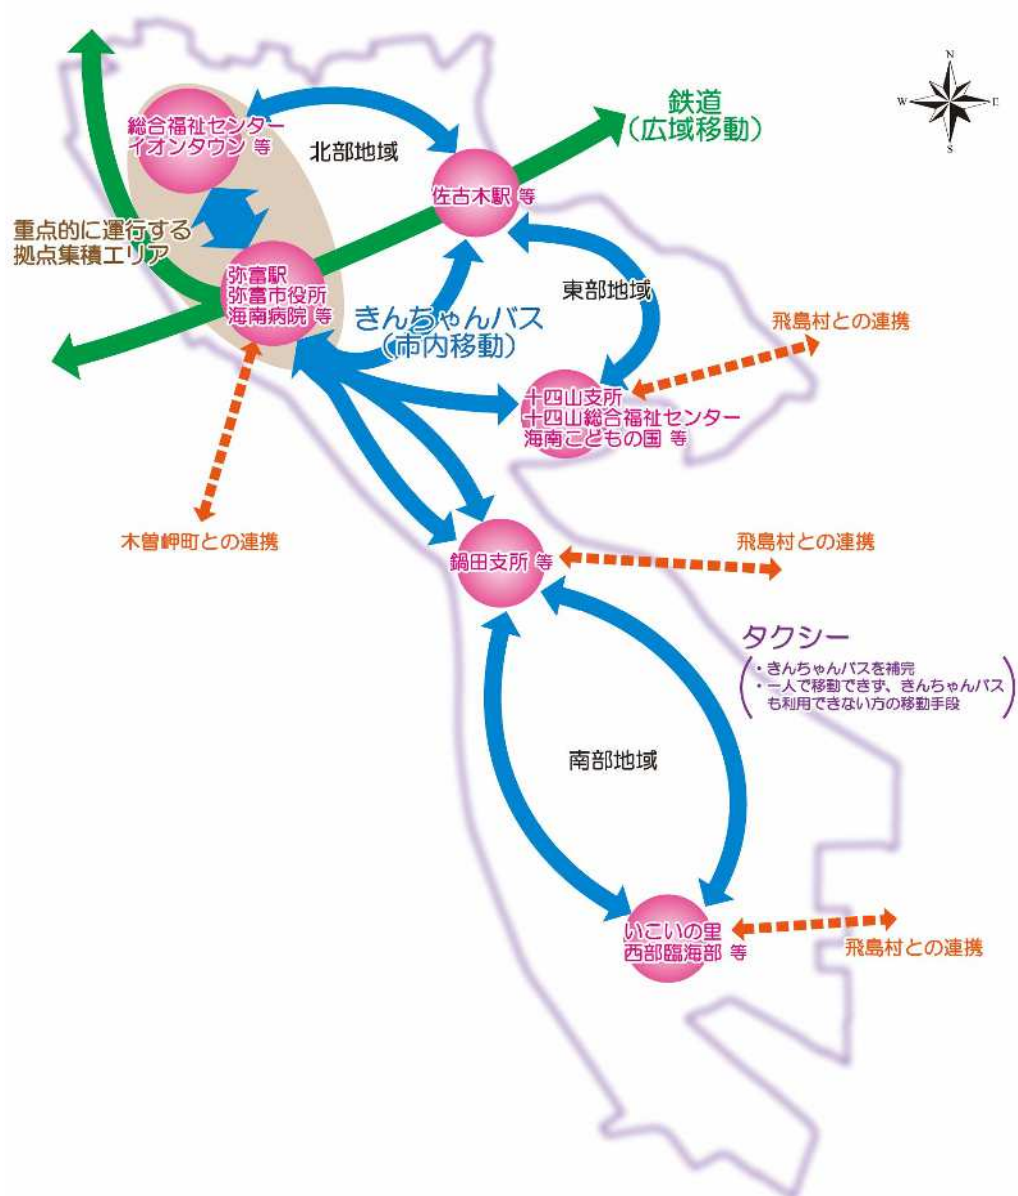 N
W
E
S
鉄道
（広域移動）
総合福祉センター
イオンタウン 等
北部地域
佐古木駅 等
重点的に運行する
拠点集積エリア
弥富駅
弥富市役所
海南病院 等
東部地域
きんちゃんバス
（市内移動）
飛島村との連携
十四山支所
十四山総合福祉センター
海南こどもの国 等
木曽岬町との連携
鍋田支所 等
飛島村との連携
タクシー
・きんちゃんバスを補完
・一人で移動できず、きんちゃんバス
も利用できない方の移動手段
南部地域
いこいの里
西部臨海部 等
飛島村との連携